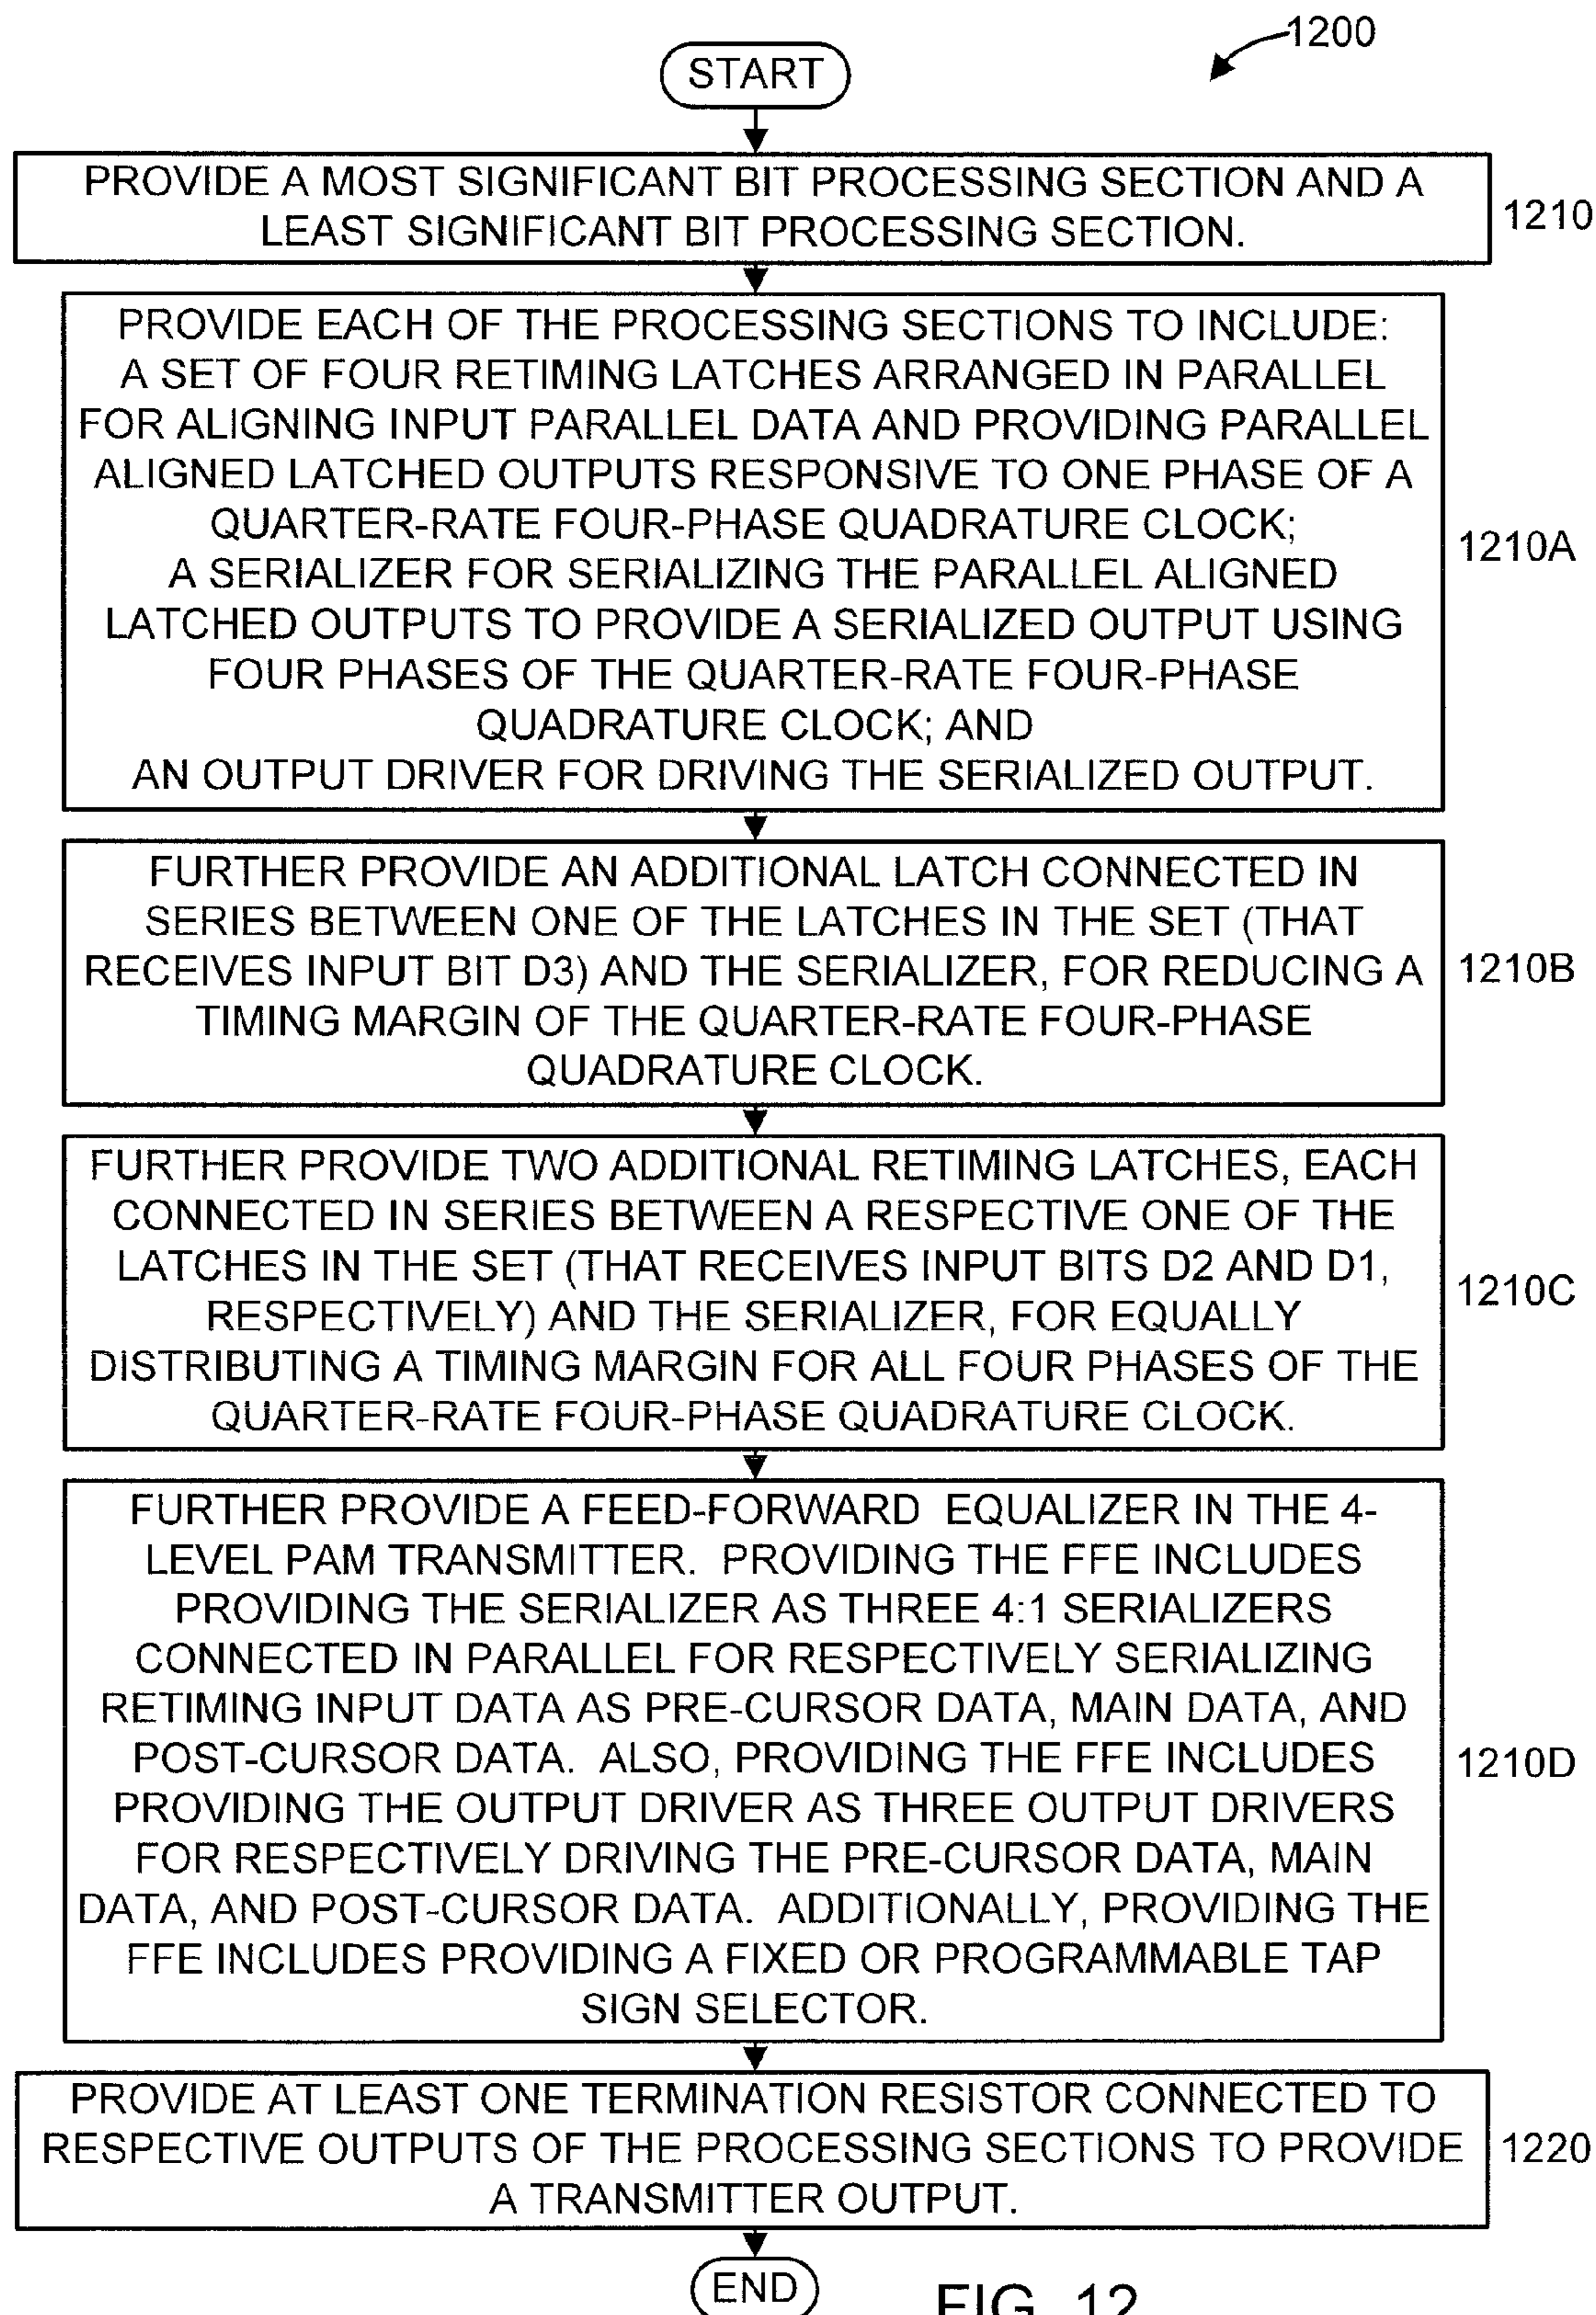 1200
START
PROVIDE A MOST SIGNIFICANT BIT PROCESSING SECTION AND A
LEAST SIGNIFICANT BIT PROCESSING SECTION.
1210
PROVIDE EACH OF THE PROCESSING SECTIONS TO INCLUDE:
A SET OF FOUR RETIMING LATCHES ARRANGED IN PARALLEL
FOR ALIGNING INPUT PARALLEL DATA AND PROVIDING PARALLEL
ALIGNED LATCHED OUTPUTS RESPONSIVE TO ONE PHASE OF A
QUARTER-RATE FOUR-PHASE QUADRATURE CLOCK;
A SERIALIZER FOR SERIALIZING THE PARALLEL ALIGNED
LATCHED OUTPUTS TO PROVIDE A SERIALIZED OUTPUT USING
FOUR PHASES OF THE QUARTER-RATE FOUR-PHASE
QUADRATURE CLOCK; AND
AN OUTPUT DRIVER FOR DRIVING THE SERIALIZED OUTPUT.
1210A
FURTHER PROVIDE AN ADDITIONAL LATCH CONNECTED IN
SERIES BETWEEN ONE OF THE LATCHES IN THE SET (THAT
RECEIVES INPUT BIT D3) AND THE SERIALIZER, FOR REDUCING A
TIMING MARGIN OF THE QUARTER-RATE FOUR-PHASE
QUADRATURE CLOCK.
1210B
FURTHER PROVIDE TWO ADDITIONAL RETIMING LATCHES, EACH
CONNECTED IN SERIES BETWEEN A RESPECTIVE ONE OF THE
LATCHES IN THE SET (THAT RECEIVES INPUT BITS D2 AND D1,
RESPECTIVELY) AND THE SERIALIZER, FOR EQUALLY
DISTRIBUTING A TIMING MARGIN FOR ALL FOUR PHASES OF THE
QUARTER-RATE FOUR-PHASE QUADRATURE CLOCK.
1210C
FURTHER PROVIDE A FEED-FORWARD EQUALIZER IN THE 4-
LEVEL PAM TRANSMITTER. PROVIDING THE FFE INCLUDES
PROVIDING THE SERIALIZER AS THREE 4:1 SERIALIZERS
CONNECTED IN PARALLEL FOR RESPECTIVELY SERIALIZING
RETIMING INPUT DATA AS PRE-CURSOR DATA, MAIN DATA, AND
POST-CURSOR DATA. ALSO, PROVIDING THE FFE INCLUDES
PROVIDING THE OUTPUT DRIVER AS THREE OUTPUT DRIVERS
FOR RESPECTIVELY DRIVING THE PRE-CURSOR DATA, MAIN
DATA, AND POST-CURSOR DATA. ADDITIONALLY, PROVIDING THE
FFE INCLUDES PROVIDING A FIXED OR PROGRAMMABLE TAP
SIGN SELECTOR.
1210D
PROVIDE AT LEAST ONE TERMINATION RESISTOR CONNECTED TO
RESPECTIVE OUTPUTS OF THE PROCESSING SECTIONS TO PROVIDE
A TRANSMITTER OUTPUT.
1220
END
FIG. 12